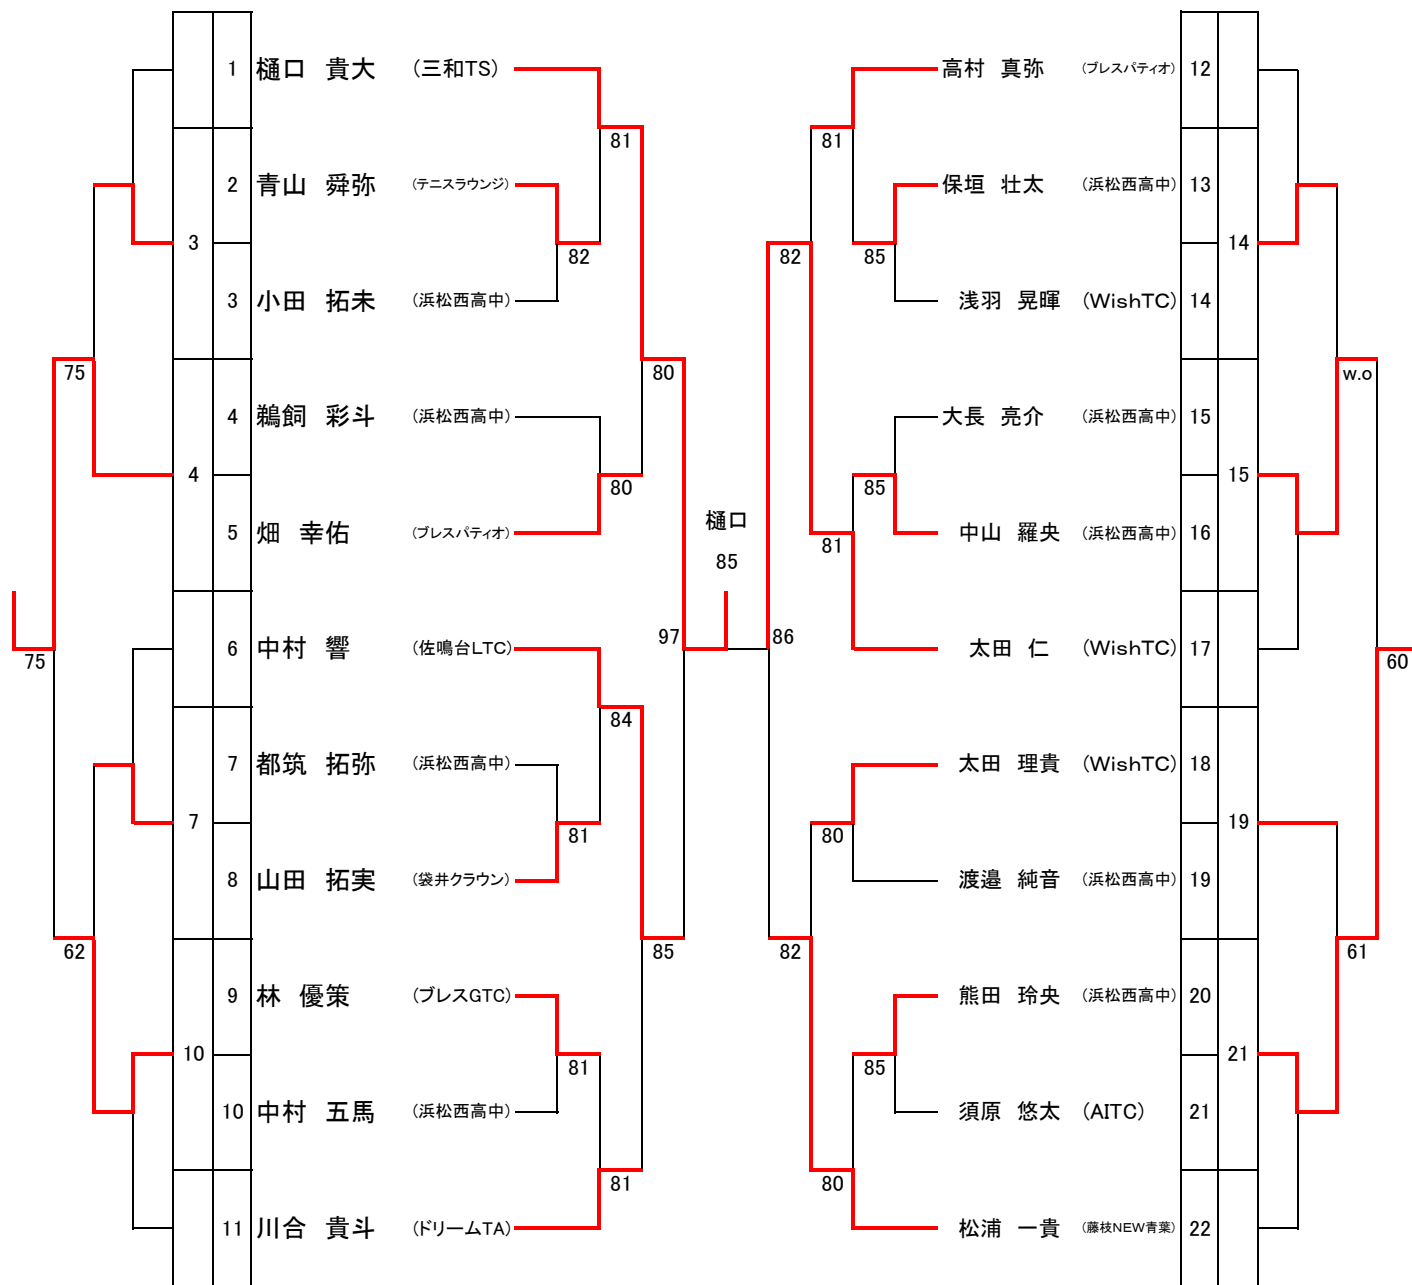 1 樋口 貴大 (三和TS) 高村 真弥 (ブレスパティオ) 12
81 81
2 青山 舜弥 (テニスラウンジ) 保垣 壮太 (浜松西高中) 13
3 82 82 85 14
3 小田 拓未 (浜松西高中) 浅羽 晃暉 (WishTC) 14
75 80 w.o
4 鵜飼 彩斗 (浜松西高中) 大長 亮介 (浜松西高中) 15
4 80 85 15
樋口
5 畑 幸佑 (ブレスパティオ) 中山 羅央 (浜松西高中) 16
81
85
97 86
6 中村 響 (佐鳴台LTC) 太田 仁 (WishTC) 17
75 60
84
7 都筑 拓弥 (浜松西高中) 太田 理貴 (WishTC) 18
7 81 80 19
8 山田 拓実 (袋井クラウン) 渡邉 純音 (浜松西高中) 19
62 85 82 61
9 林 優策 (ブレスGTC) 熊田 玲央 (浜松西高中) 20
10 81 85 21
10 中村 五馬 (浜松西高中) 須原 悠太 (AITC) 21
81 80
11 川合 貴斗 (ドリームTA) 松浦 一貴 (藤枝NEW青葉) 22